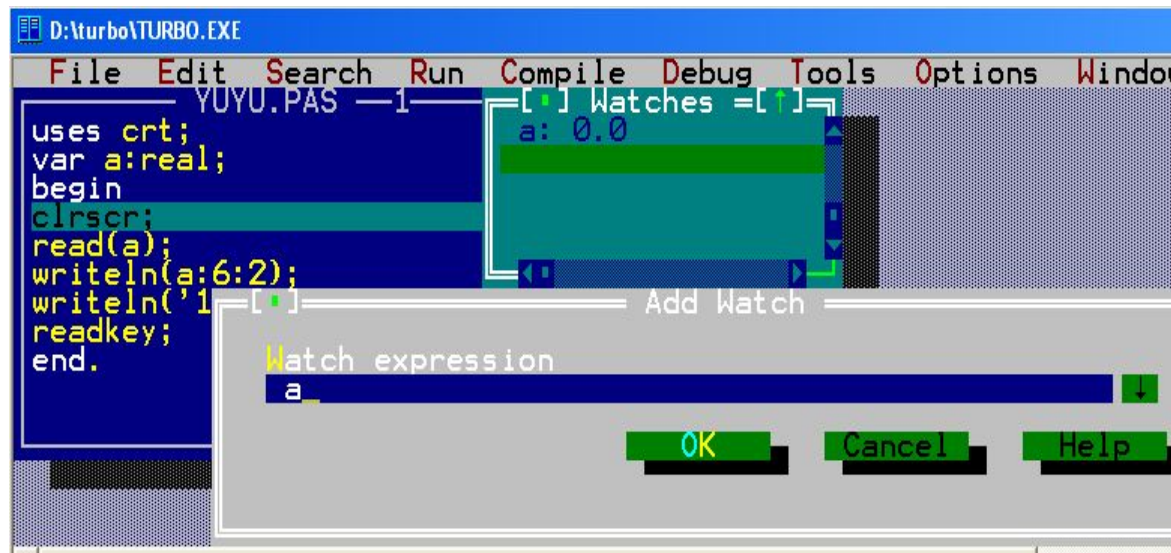 D:\turbo\TURBO.EXE
File Edit Search Run Compile Debug Tools Options Window
YUYU.PAS 1
uses crt;
var a:real;
begin
clrscr;
read(a);
writeln(a:6:2);
writeln('1
readkey;
end.
[▪] Watches =[↑]
a: 0.0
[▪] Add Watch
Watch expression
a_
OK Cancel Help